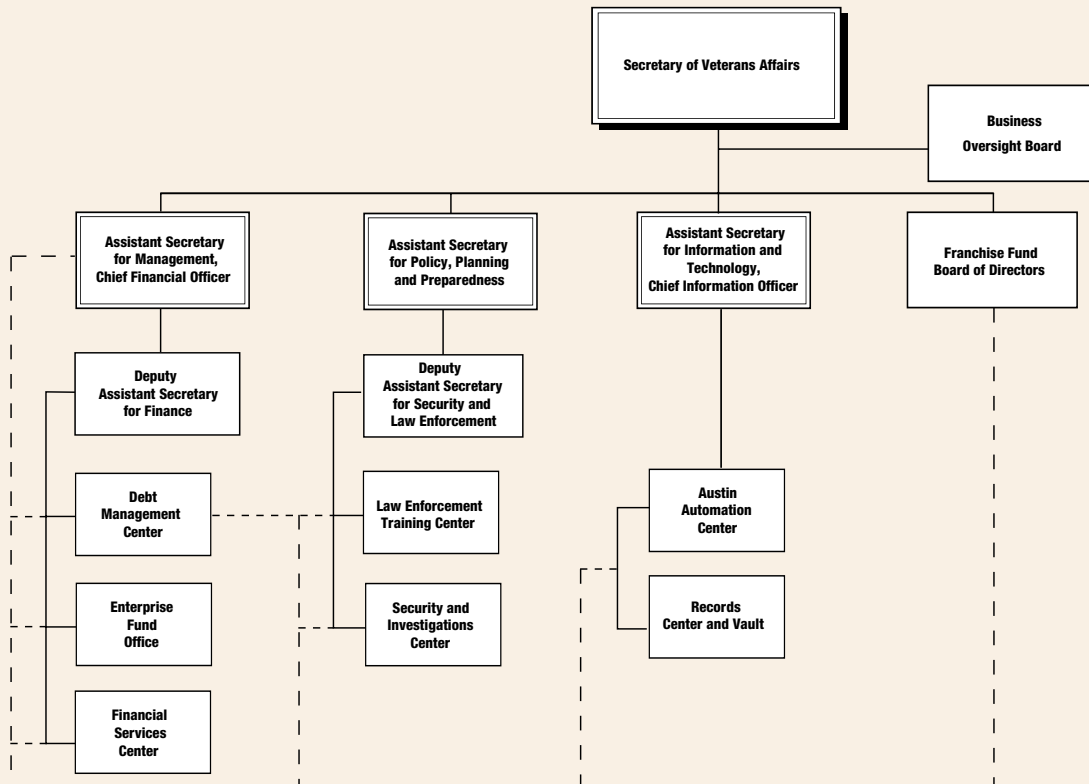 Secretary of Veterans Affairs
Business
Oversight Board
Assistant Secretary
for Management,
Chief Financial Officer
Assistant Secretary
for Policy, Planning
and Preparedness
Assistant Secretary
for Information and
Technology,
Chief Information Officer
Franchise Fund
Board of Directors
Deputy
Assistant Secretary
for Finance
Deputy
Assistant Secretary
for Security and
Law Enforcement
Debt
Management
Center
Law Enforcement
Training Center
Austin
Automation
Center
Enterprise
Fund
Office
Security and
Investigations
Center
Records
Center and Vault
Financial
Services
Center